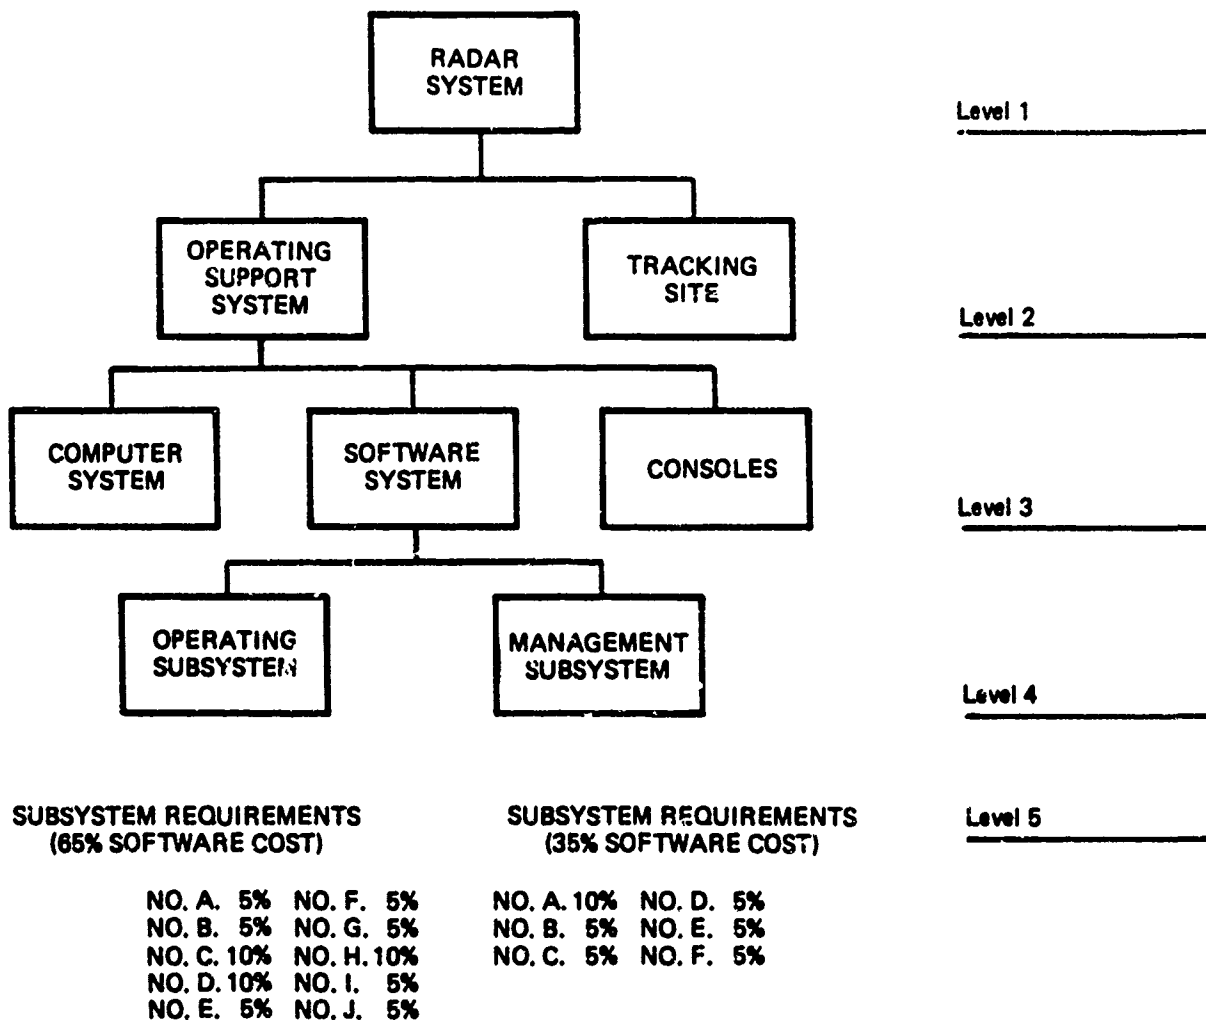 RADAR
SYSTEM
Level 1
OPERATING
SUPPORT
SYSTEM
TRACKING
SITE
Level 2
COMPUTER
SYSTEM
SOFTWARE
SYSTEM
CONSOLES
Level 3
OPERATING
SUBSYSTEM
MANAGEMENT
SUBSYSTEM
Level 4
SUBSYSTEM REQUIREMENTS
(65% SOFTWARE COST)
SUBSYSTEM REQUIREMENTS
(35% SOFTWARE COST)
Level 5
NO. A. 5% NO. F. 5%
NO. B. 5% NO. G. 5%
NO. C. 10% NO. H. 10%
NO. D. 10% NO. I. 5%
NO. E. 5% NO. J. 5%
NO. A. 10% NO. D. 5%
NO. B. 5% NO. E. 5%
NO. C. 5% NO. F. 5%